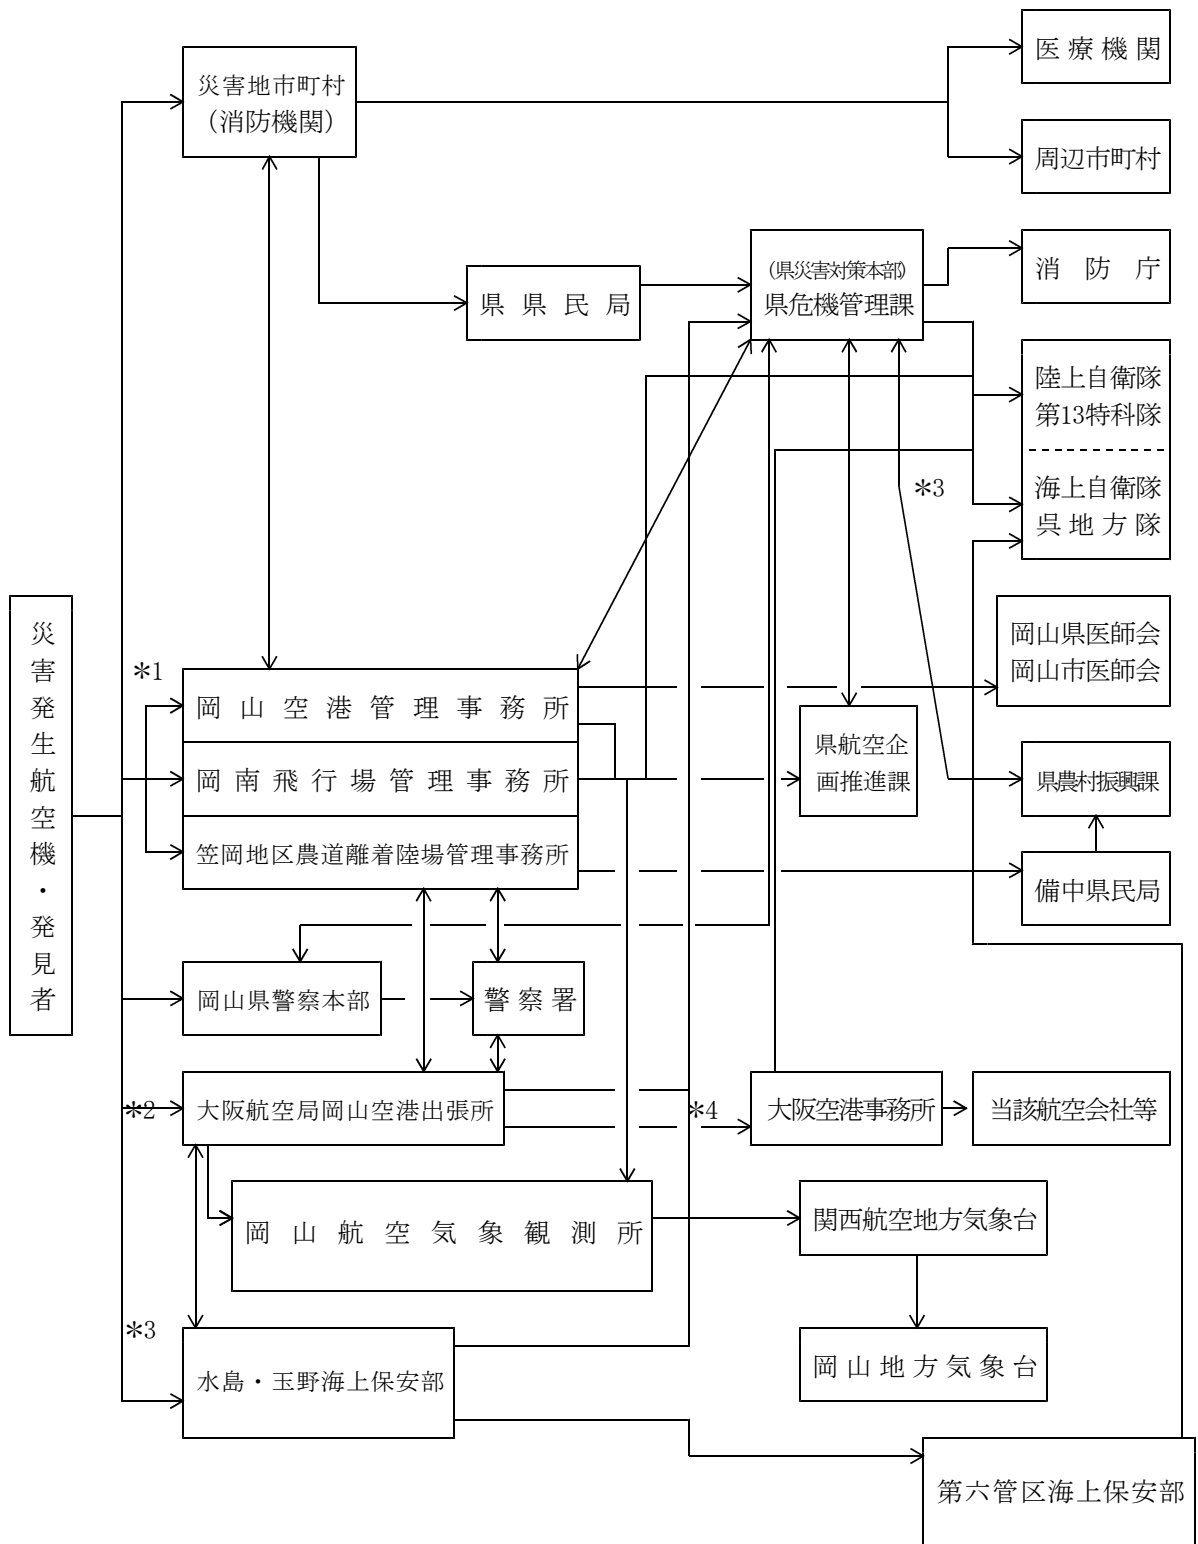 医療機関
災害地市町村
（消防機関）
周辺市町村
（県災害対策本部）
県危機管理課
消防庁
県県民局
陸上自衛隊
第13特科隊
海上自衛隊
呉地方隊
＊3
災害発生航空機・発見者
岡山県医師会
岡山市医師会
＊1
岡山空港管理事務所
県航空企
画推進課
岡南飛行場管理事務所
県農村振興課
笠岡地区農道離着陸場管理事務所
備中県民局
岡山県警察本部
警察署
＊2
大阪航空局岡山空港出張所
＊4
大阪空港事務所
当該航空会社等
岡山航空気象観測所
関西航空地方気象台
＊3
水島・玉野海上保安部
岡山地方気象台
第六管区海上保安部